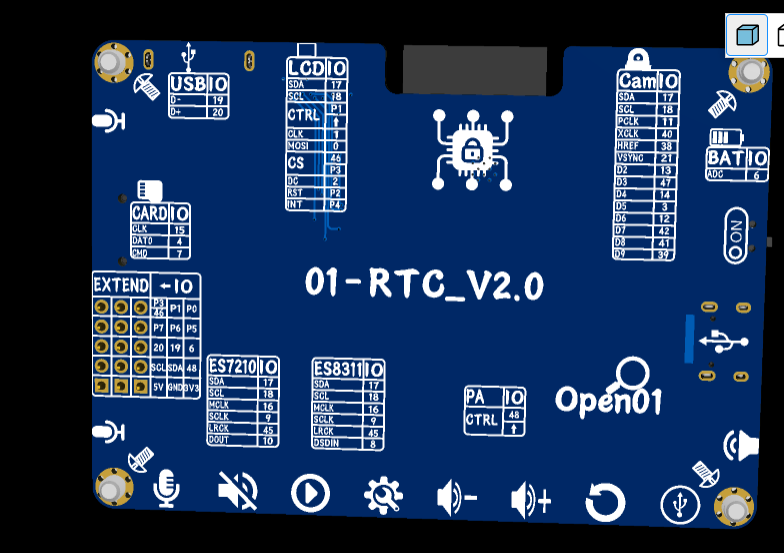 USB IO
D- 19
D+ 20
LCD IO
SDA 17
SCL 18
CTRL P1
↑
CLK 1
MOSI 0
CS 46
P3
DC 2
RST P2
INT P4
Cam IO
SDA 17
SCL 18
PCLK 11
XCLK 40
HREF 38
VSYNC 21
D2 13
D3 47
D4 14
D5 3
D6 12
D7 42
D8 41
D9 39
BAT IO
ADC 6
ON
CARD IO
CLK 15
DAT0 4
CMD 7
01-RTC_V2.0
EXTEND ←IO
P3 46 P1 P0
P7 P6 P5
20 19 6
SCL SDA 48
5V GND 3V3
ES7210 IO
SDA 17
SCL 18
MCLK 16
SCLK 9
LRCK 45
DOUT 10
ES8311 IO
SDA 17
SCL 18
MCLK 16
SCLK 9
LRCK 45
DSDIN 8
PA IO
CTRL 48
↑
Open01